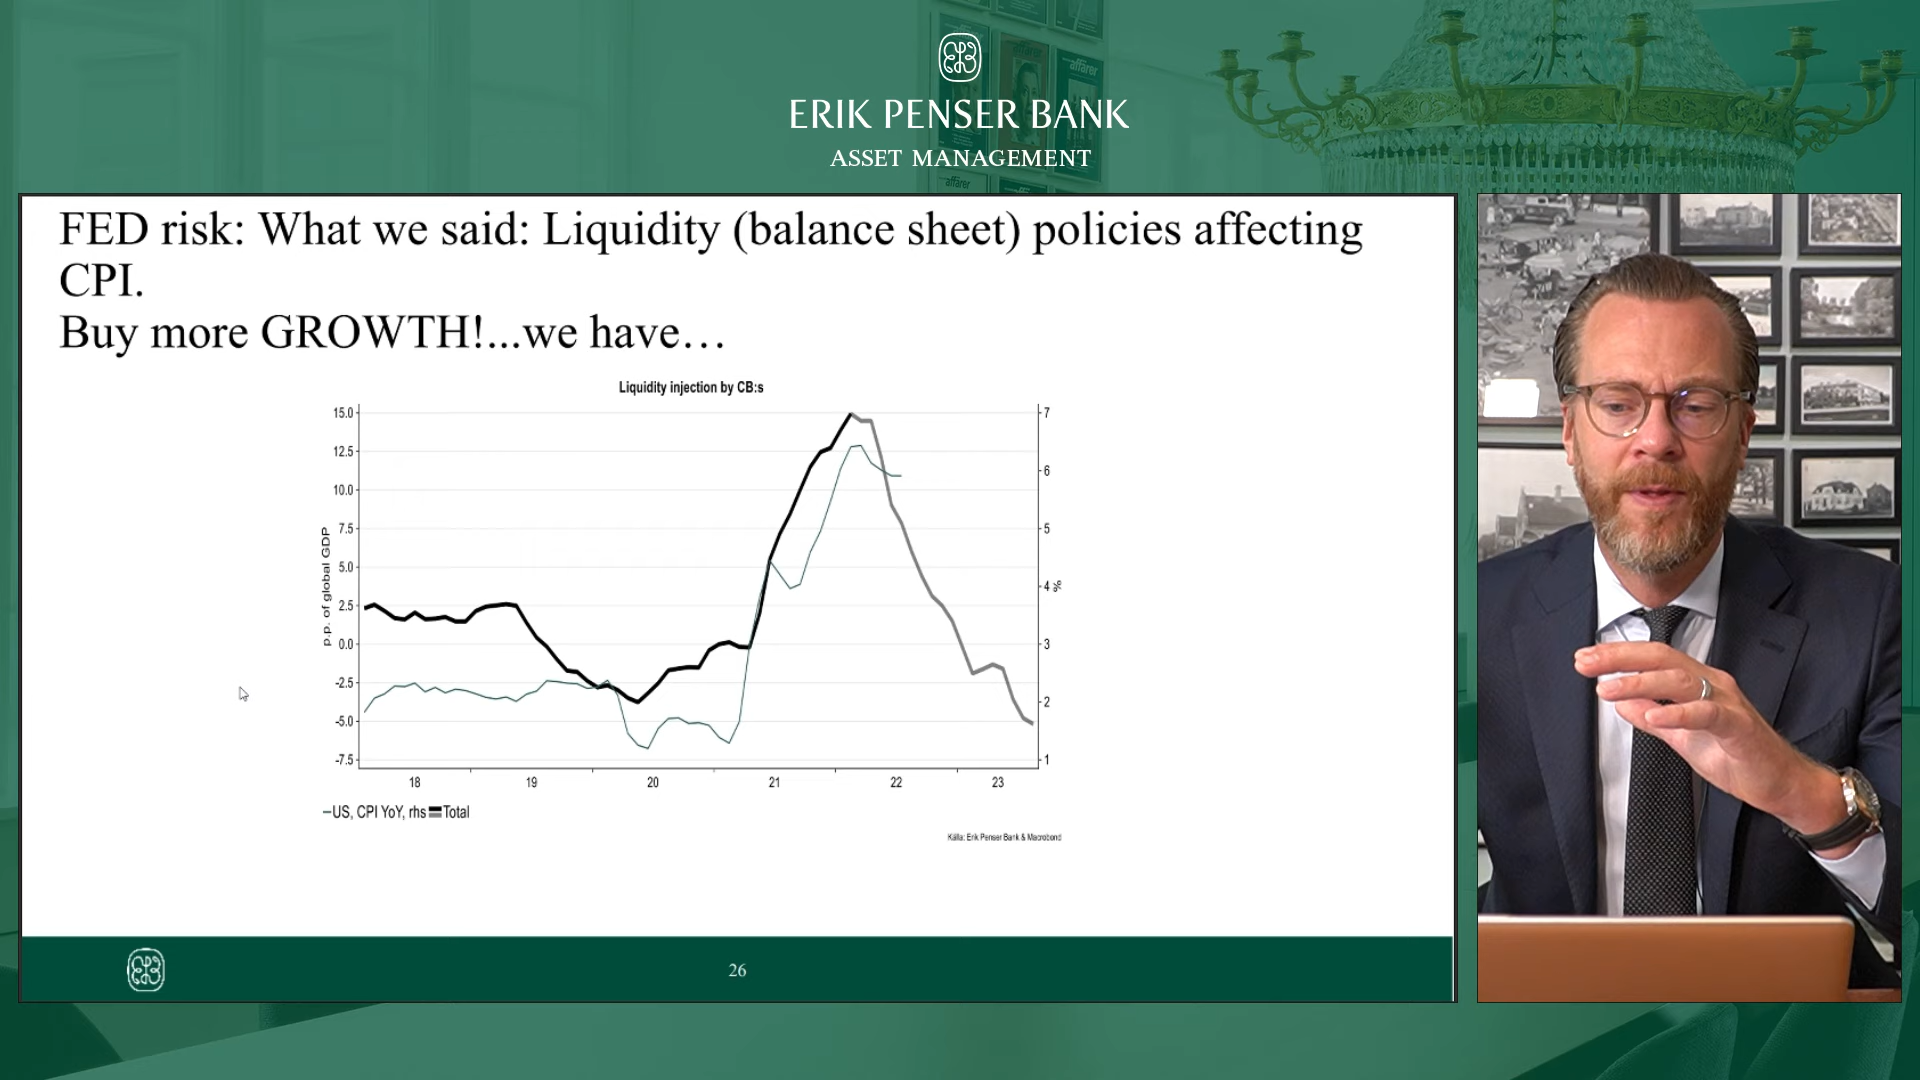 affärer
affärer
ERIK PENSER BANK
ASSET MANAGEMENT
affärer
FED risk: What we said: Liquidity (balance sheet) policies affecting
CPI.
Buy more GROWTH!...we have…
Liquidity injection by CB:s
15.0
12.5
10.0
7.5
5.0
2.5
0.0
-2.5
-5.0
-7.5
p.p. of global GDP
7
6
5
4
3
2
1
%
18 19 20 21 22 23
US, CPI YoY, rhs Total
Källa: Erik Penser Bank & Macrobond
26